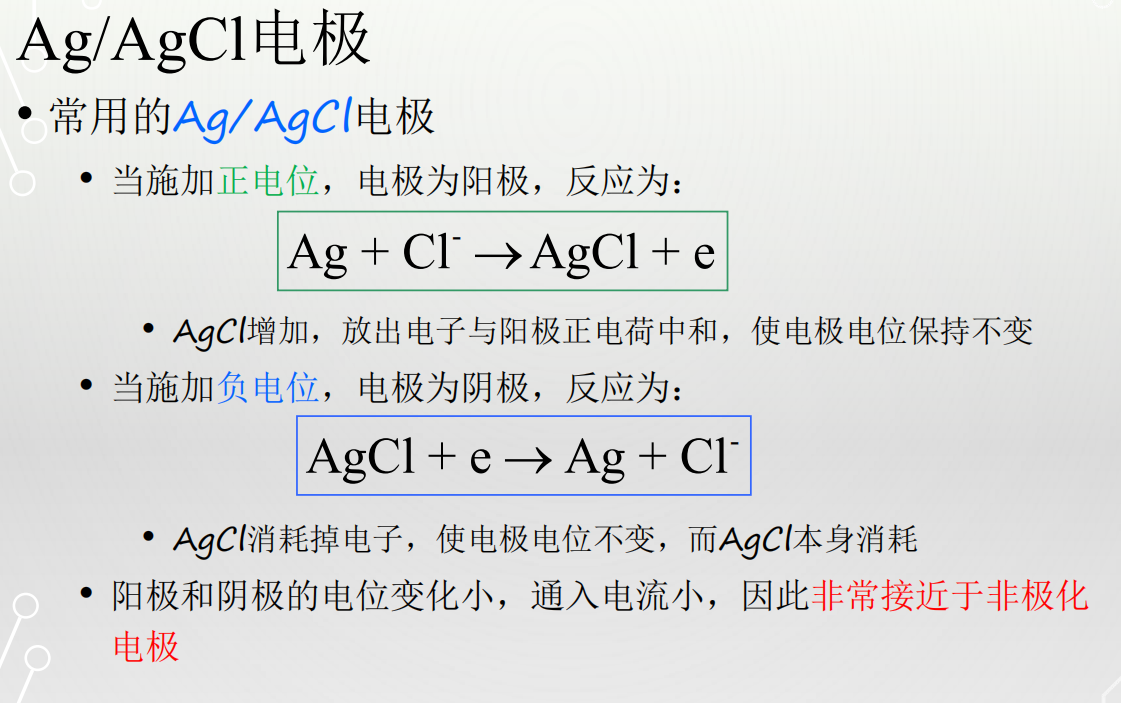 Ag/AgCl电极
• 常用的Ag/AgCl电极
• 当施加正电位，电极为阳极，反应为：
Ag + Cl⁻ → AgCl + e
• AgCl增加，放出电子与阳极正电荷中和，使电极电位保持不变
• 当施加负电位，电极为阴极，反应为：
AgCl + e → Ag + Cl⁻
• AgCl消耗掉电子，使电极电位不变，而AgCl本身消耗
• 阳极和阴极的电位变化小，通入电流小，因此非常接近于非极化
电极